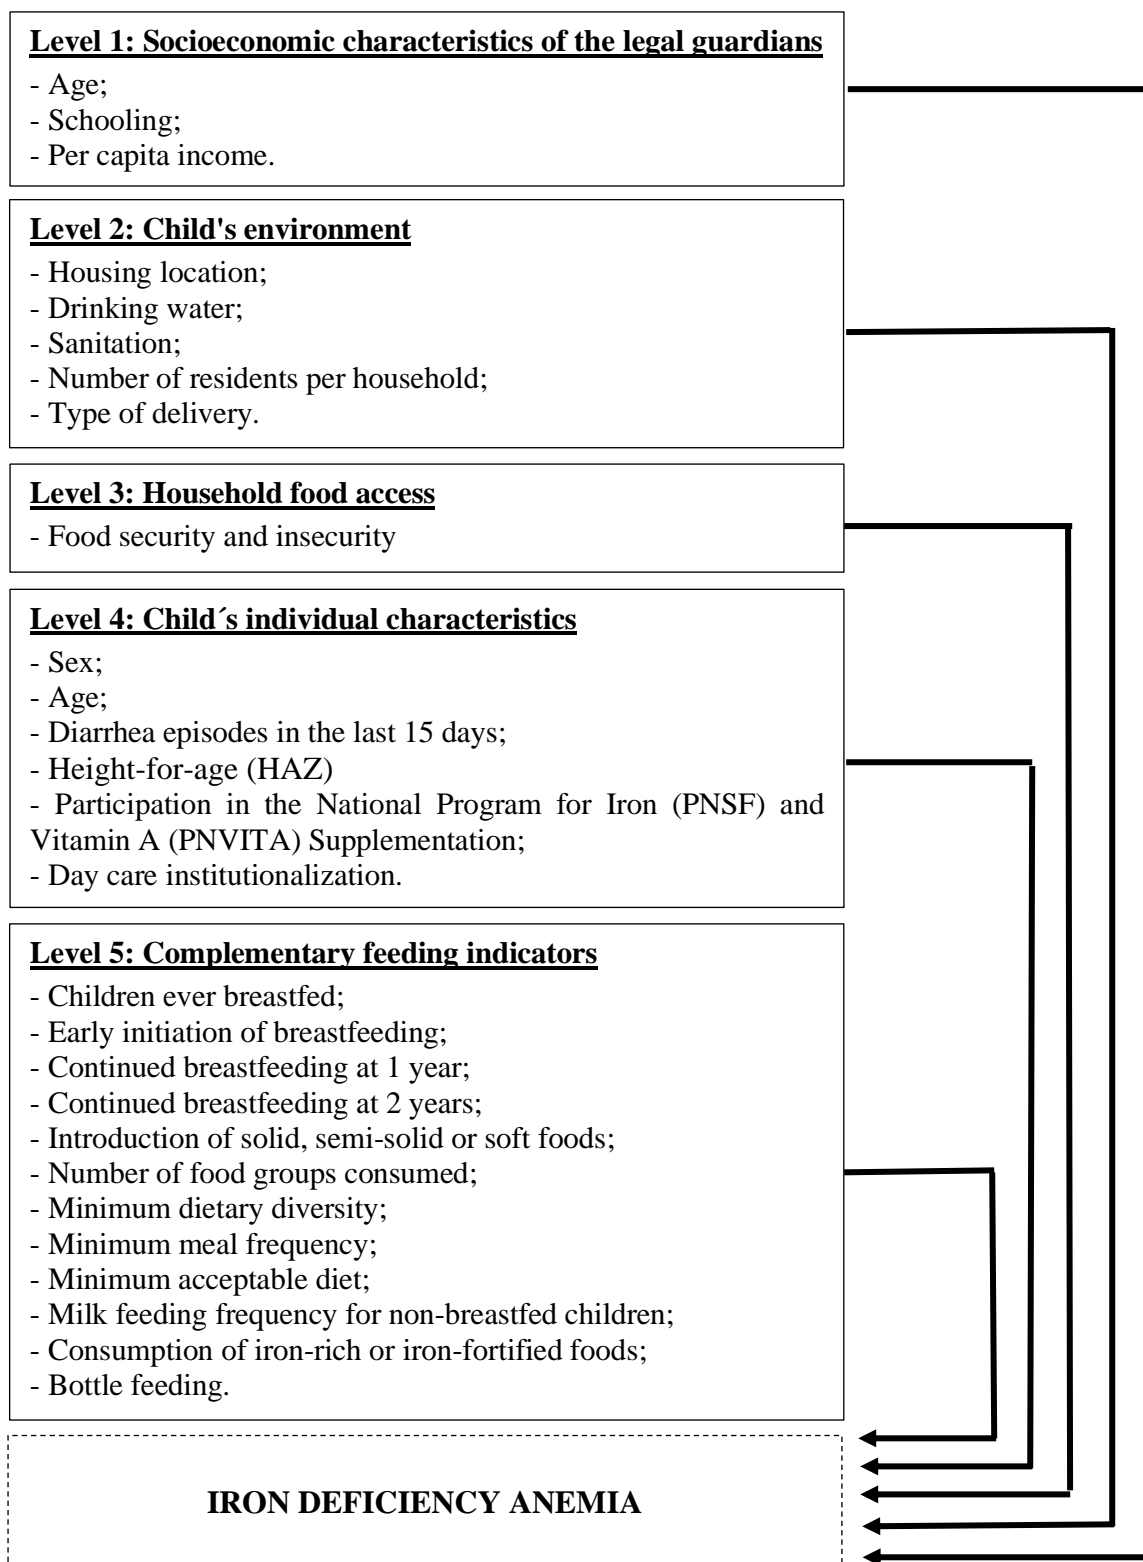 Level 1: Socioeconomic characteristics of the legal guardians
- Age;
- Schooling;
- Per capita income.
Level 2: Child's environment
- Housing location;
- Drinking water;
- Sanitation;
- Number of residents per household;
- Type of delivery.
Level 3: Household food access
- Food security and insecurity
Level 4: Child´s individual characteristics
- Sex;
- Age;
- Diarrhea episodes in the last 15 days;
- Height-for-age (HAZ)
- Participation in the National Program for Iron (PNSF) and
Vitamin A (PNVITA) Supplementation;
- Day care institutionalization.
Level 5: Complementary feeding indicators
- Children ever breastfed;
- Early initiation of breastfeeding;
- Continued breastfeeding at 1 year;
- Continued breastfeeding at 2 years;
- Introduction of solid, semi-solid or soft foods;
- Number of food groups consumed;
- Minimum dietary diversity;
- Minimum meal frequency;
- Minimum acceptable diet;
- Milk feeding frequency for non-breastfed children;
- Consumption of iron-rich or iron-fortified foods;
- Bottle feeding.
IRON DEFICIENCY ANEMIA